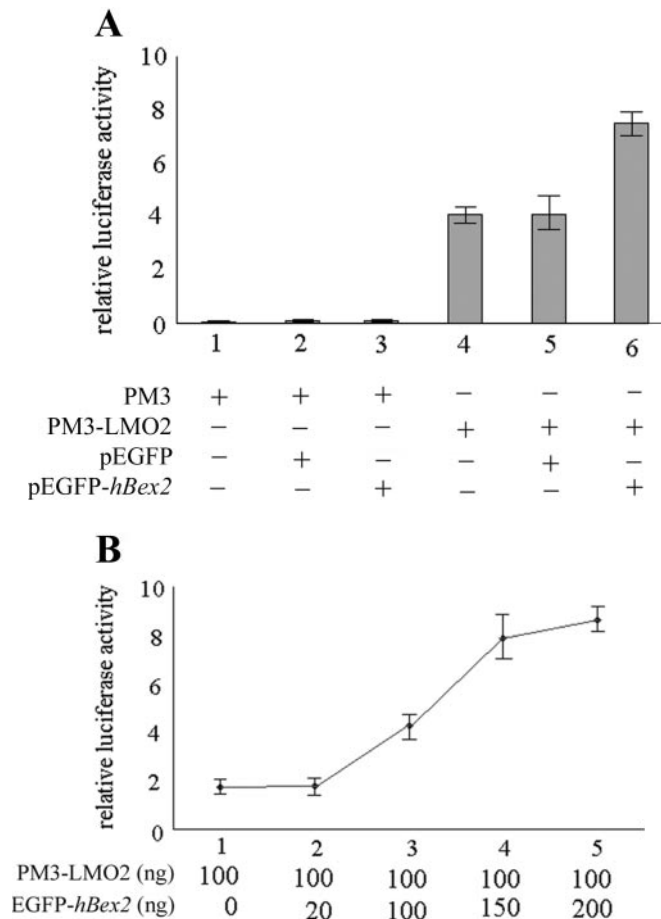 A
relative luciferase activity
10
8
6
4
2
0
1 2 3 4 5 6
PM3 + + + − − −
PM3-LMO2 − − − + + +
pEGFP − + − − + −
pEGFP-hBex2 − − + − − +
B
relative luciferase activity
10
8
6
4
2
0
1 2 3 4 5
PM3-LMO2 (ng) 100 100 100 100 100
EGFP-hBex2 (ng) 0 20 100 150 200